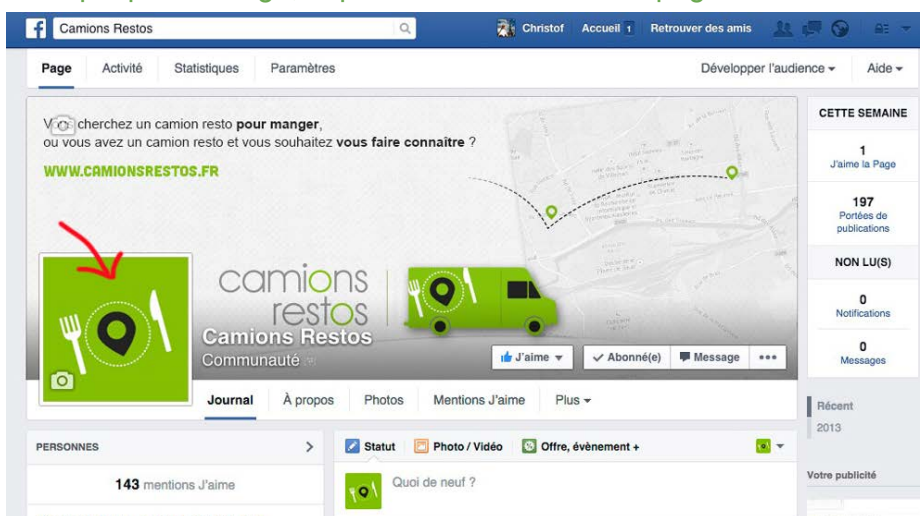 Camions Restos
Christof Accueil 1 Retrouver des amis
Page Activité Statistiques Paramètres Développer l'audience Aide
Vous cherchez un camion resto pour manger,
ou vous avez un camion resto et vous souhaitez vous faire connaître ?
WWW.CAMIONSRESTOS.FR
camions
restos
Camions Restos
Communauté
J'aime Abonné(e) Message
Journal À propos Photos Mentions J'aime Plus
CETTE SEMAINE
1
J'aime la Page
197
Portées de
publications
NON LU(S)
0
Notifications
0
Messages
Récent
2013
PERSONNES
143 mentions J'aime
Statut Photo / Vidéo Offre, évènement +
Quoi de neuf ?
Votre publicité